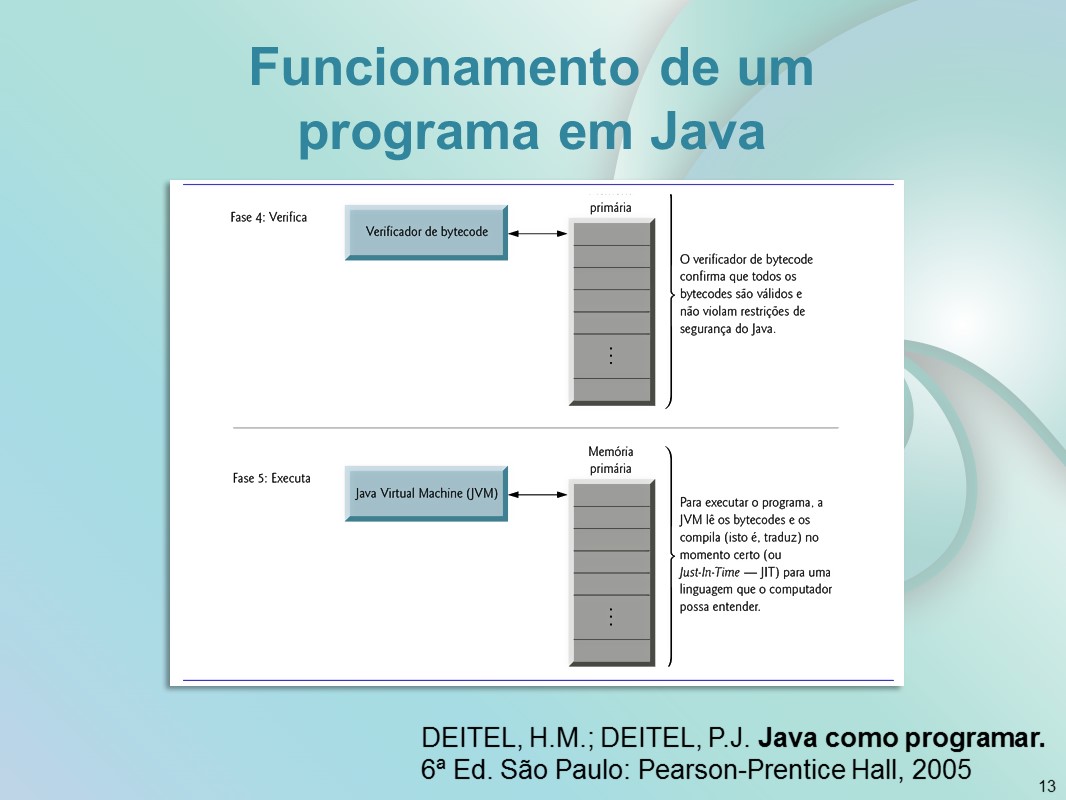 Funcionamento de um
programa em Java
Fase 4: Verifica
Verificador de bytecode
primária
O verificador de bytecode
confirma que todos os
bytecodes são válidos e
não violam restrições de
segurança do Java.
Fase 5: Executa
Java Virtual Machine (JVM)
Memória
primária
Para executar o programa, a
JVM lê os bytecodes e os
compila (isto é, traduz) no
momento certo (ou
Just-In-Time — JIT) para uma
linguagem que o computador
possa entender.
DEITEL, H.M.; DEITEL, P.J. Java como programar.
6ª Ed. São Paulo: Pearson-Prentice Hall, 2005
13